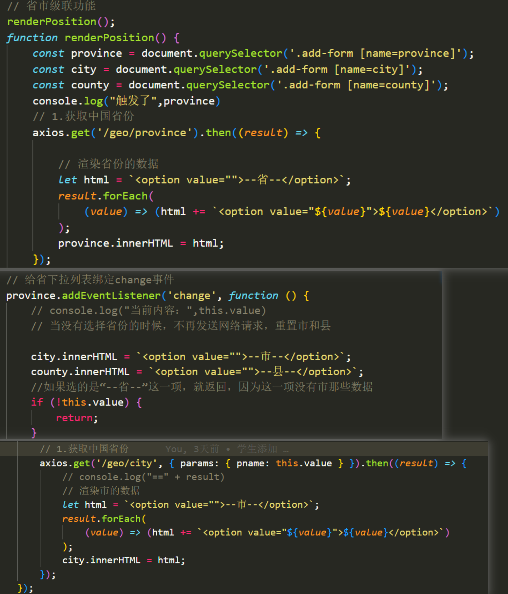 // 省市级联功能
renderPosition();
function renderPosition() {
const province = document.querySelector('.add-form [name=province]');
const city = document.querySelector('.add-form [name=city]');
const county = document.querySelector('.add-form [name=county]');
console.log("触发了",province)
// 1.获取中国省份
axios.get('/geo/province').then((result) => {
// 渲染省份的数据
let html = `<option value="">--省--</option>`;
result.forEach(
(value) => (html += `<option value="${value}">${value}</option>`)
);
province.innerHTML = html;
});
// 给省下拉列表绑定change事件
province.addEventListener('change', function () {
// console.log("当前内容：",this.value)
// 当没有选择省份的时候，不再发送网络请求，重置市和县
city.innerHTML = `<option value="">--市--</option>`;
county.innerHTML = `<option value="">--县--</option>`;
//如果选的是“--省--”这一项，就返回，因为这一项没有市那些数据
if (!this.value) {
return;
}
// 1.获取中国省份 You, 3天前 • 学生添加 …
axios.get('/geo/city', { params: { pname: this.value } }).then((result) => {
// console.log("==" + result)
// 渲染市的数据
let html = `<option value="">--市--</option>`;
result.forEach(
(value) => (html += `<option value="${value}">${value}</option>`)
);
city.innerHTML = html;
});
});